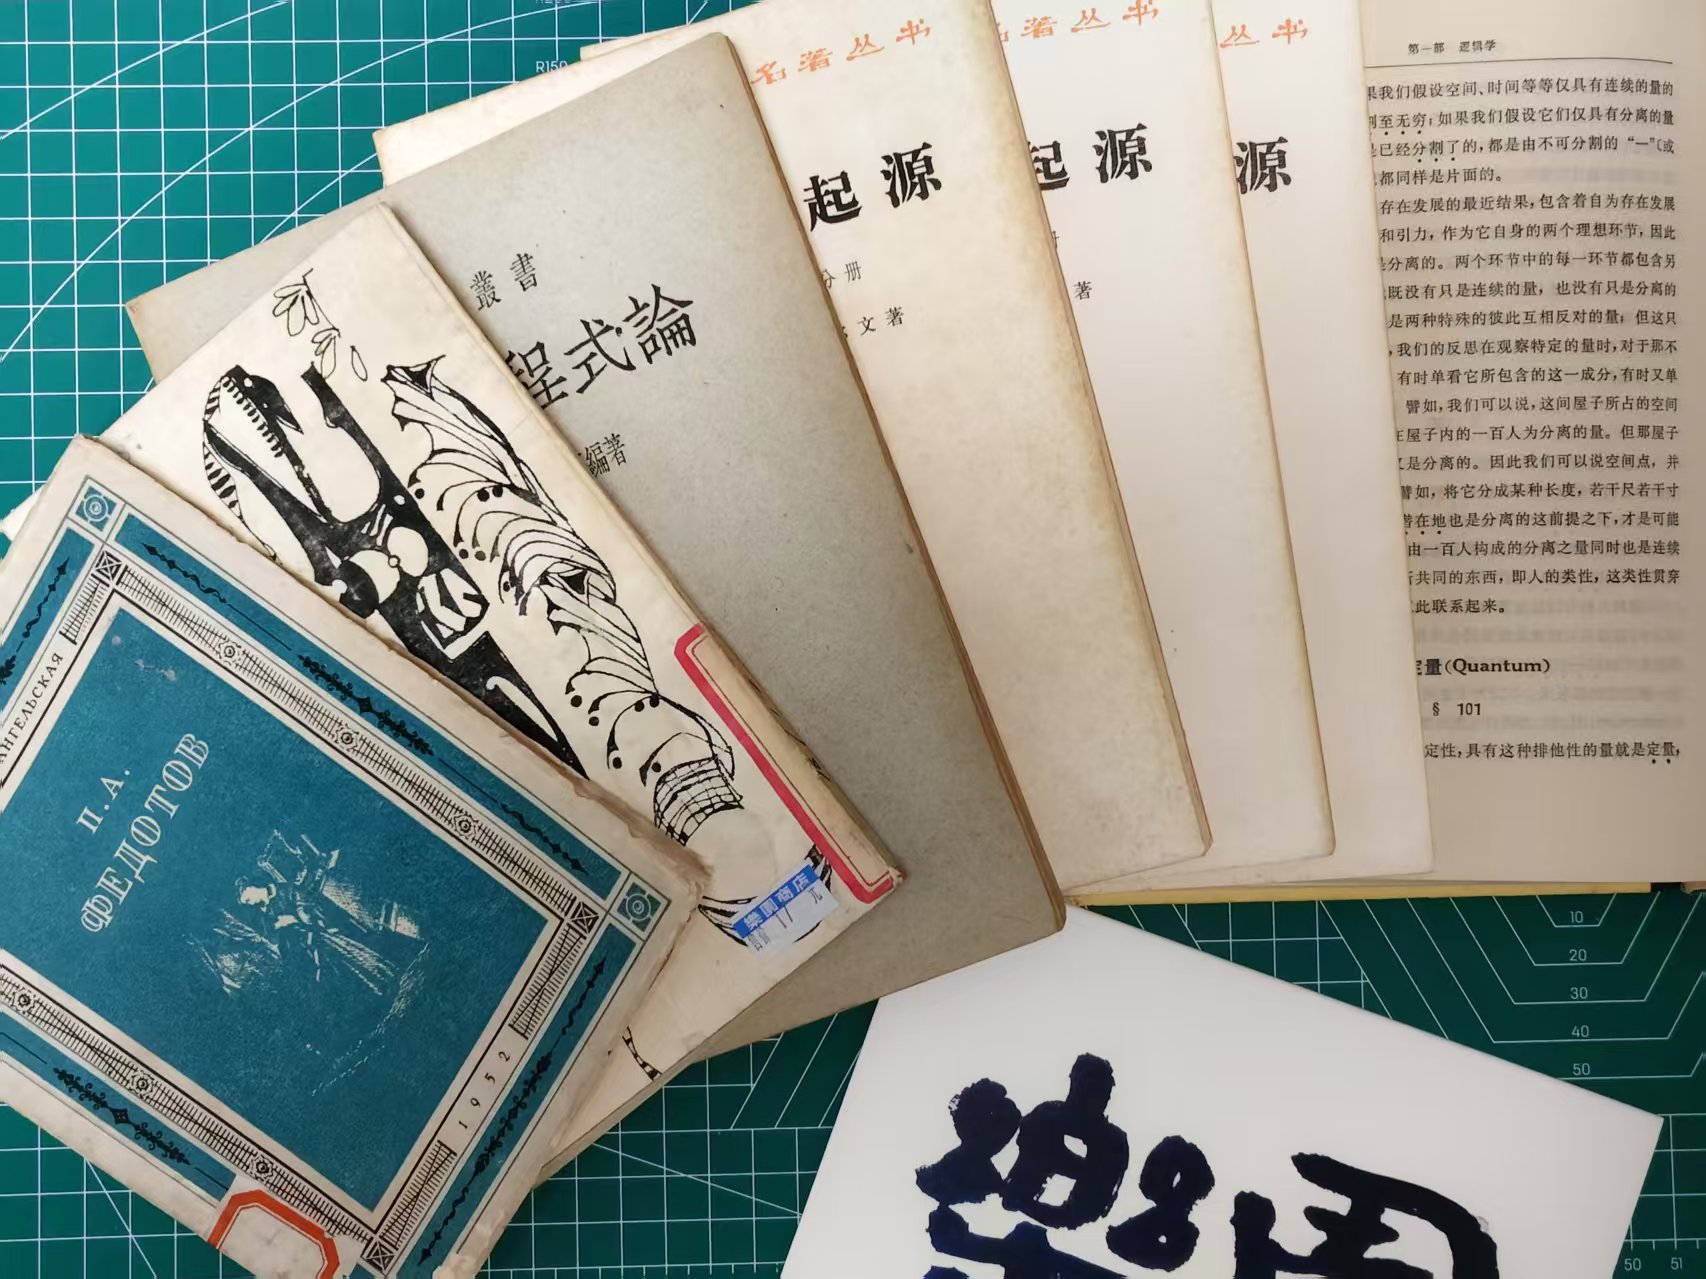 АНГЕЛЬСКАЯ
П. А.
ФЕДОТОВ
1952
樂園商店
元
叢書
程式論
編著
名著丛书
起源
分册
文著
名著丛书
起源
册
著
丛书
源
第一部 逻辑学
果我们假设空间、时间等等仅具有连续的量的
割至无穷;如果我们假设它们仅具有分离的量
是已经分割了的,都是由不可分割的“一”〔或
都同样是片面的。
存在发展的最近结果,包含着自为存在发展
和引力,作为它自身的两个理想环节,因此
是分离的。两个环节中的每一环节都包含另
既没有只是连续的量,也没有只是分离的
是两种特殊的彼此互相反对的量;但这只
,我们的反思在观察特定的量时,对于那不
有时单看它所包含的这一成分,有时又单
譬如,我们可以说,这间屋子所占的空间
在屋子内的一百人为分离的量。但那屋子
又是分离的。因此我们可以说空间点,并
譬如,将它分成某种长度,若干尺若干寸
潜在地也是分离的这前提之下,才是可能
由一百人构成的分离之量同时也是连续
所共同的东西,即人的类性,这类性贯穿
此联系起来。
定量(Quantum)
§ 101
定性,具有这种排他性的量就是定量,
R150
10
20
30
40
50
50 51